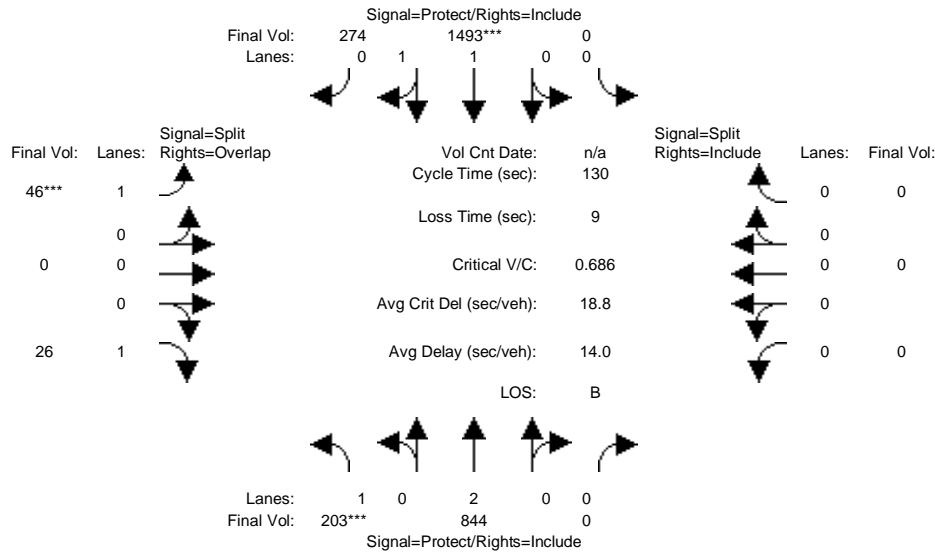 Signal=Protect/Rights=Include
Final Vol: 274 1493*** 0
Lanes: 0 1 1 0 0
Signal=Split Signal=Split
Final Vol: Lanes: Rights=Overlap Vol Cnt Date: n/a Rights=Include Lanes: Final Vol:
Cycle Time (sec): 130
46*** 1 0 0
Loss Time (sec): 9
0 0
0 0 Critical V/C: 0.686 0 0
0 Avg Crit Del (sec/veh): 18.8 0
26 1 Avg Delay (sec/veh): 14.0 0 0
LOS: B
Lanes: 1 0 2 0 0
Final Vol: 203*** 844 0
Signal=Protect/Rights=Include